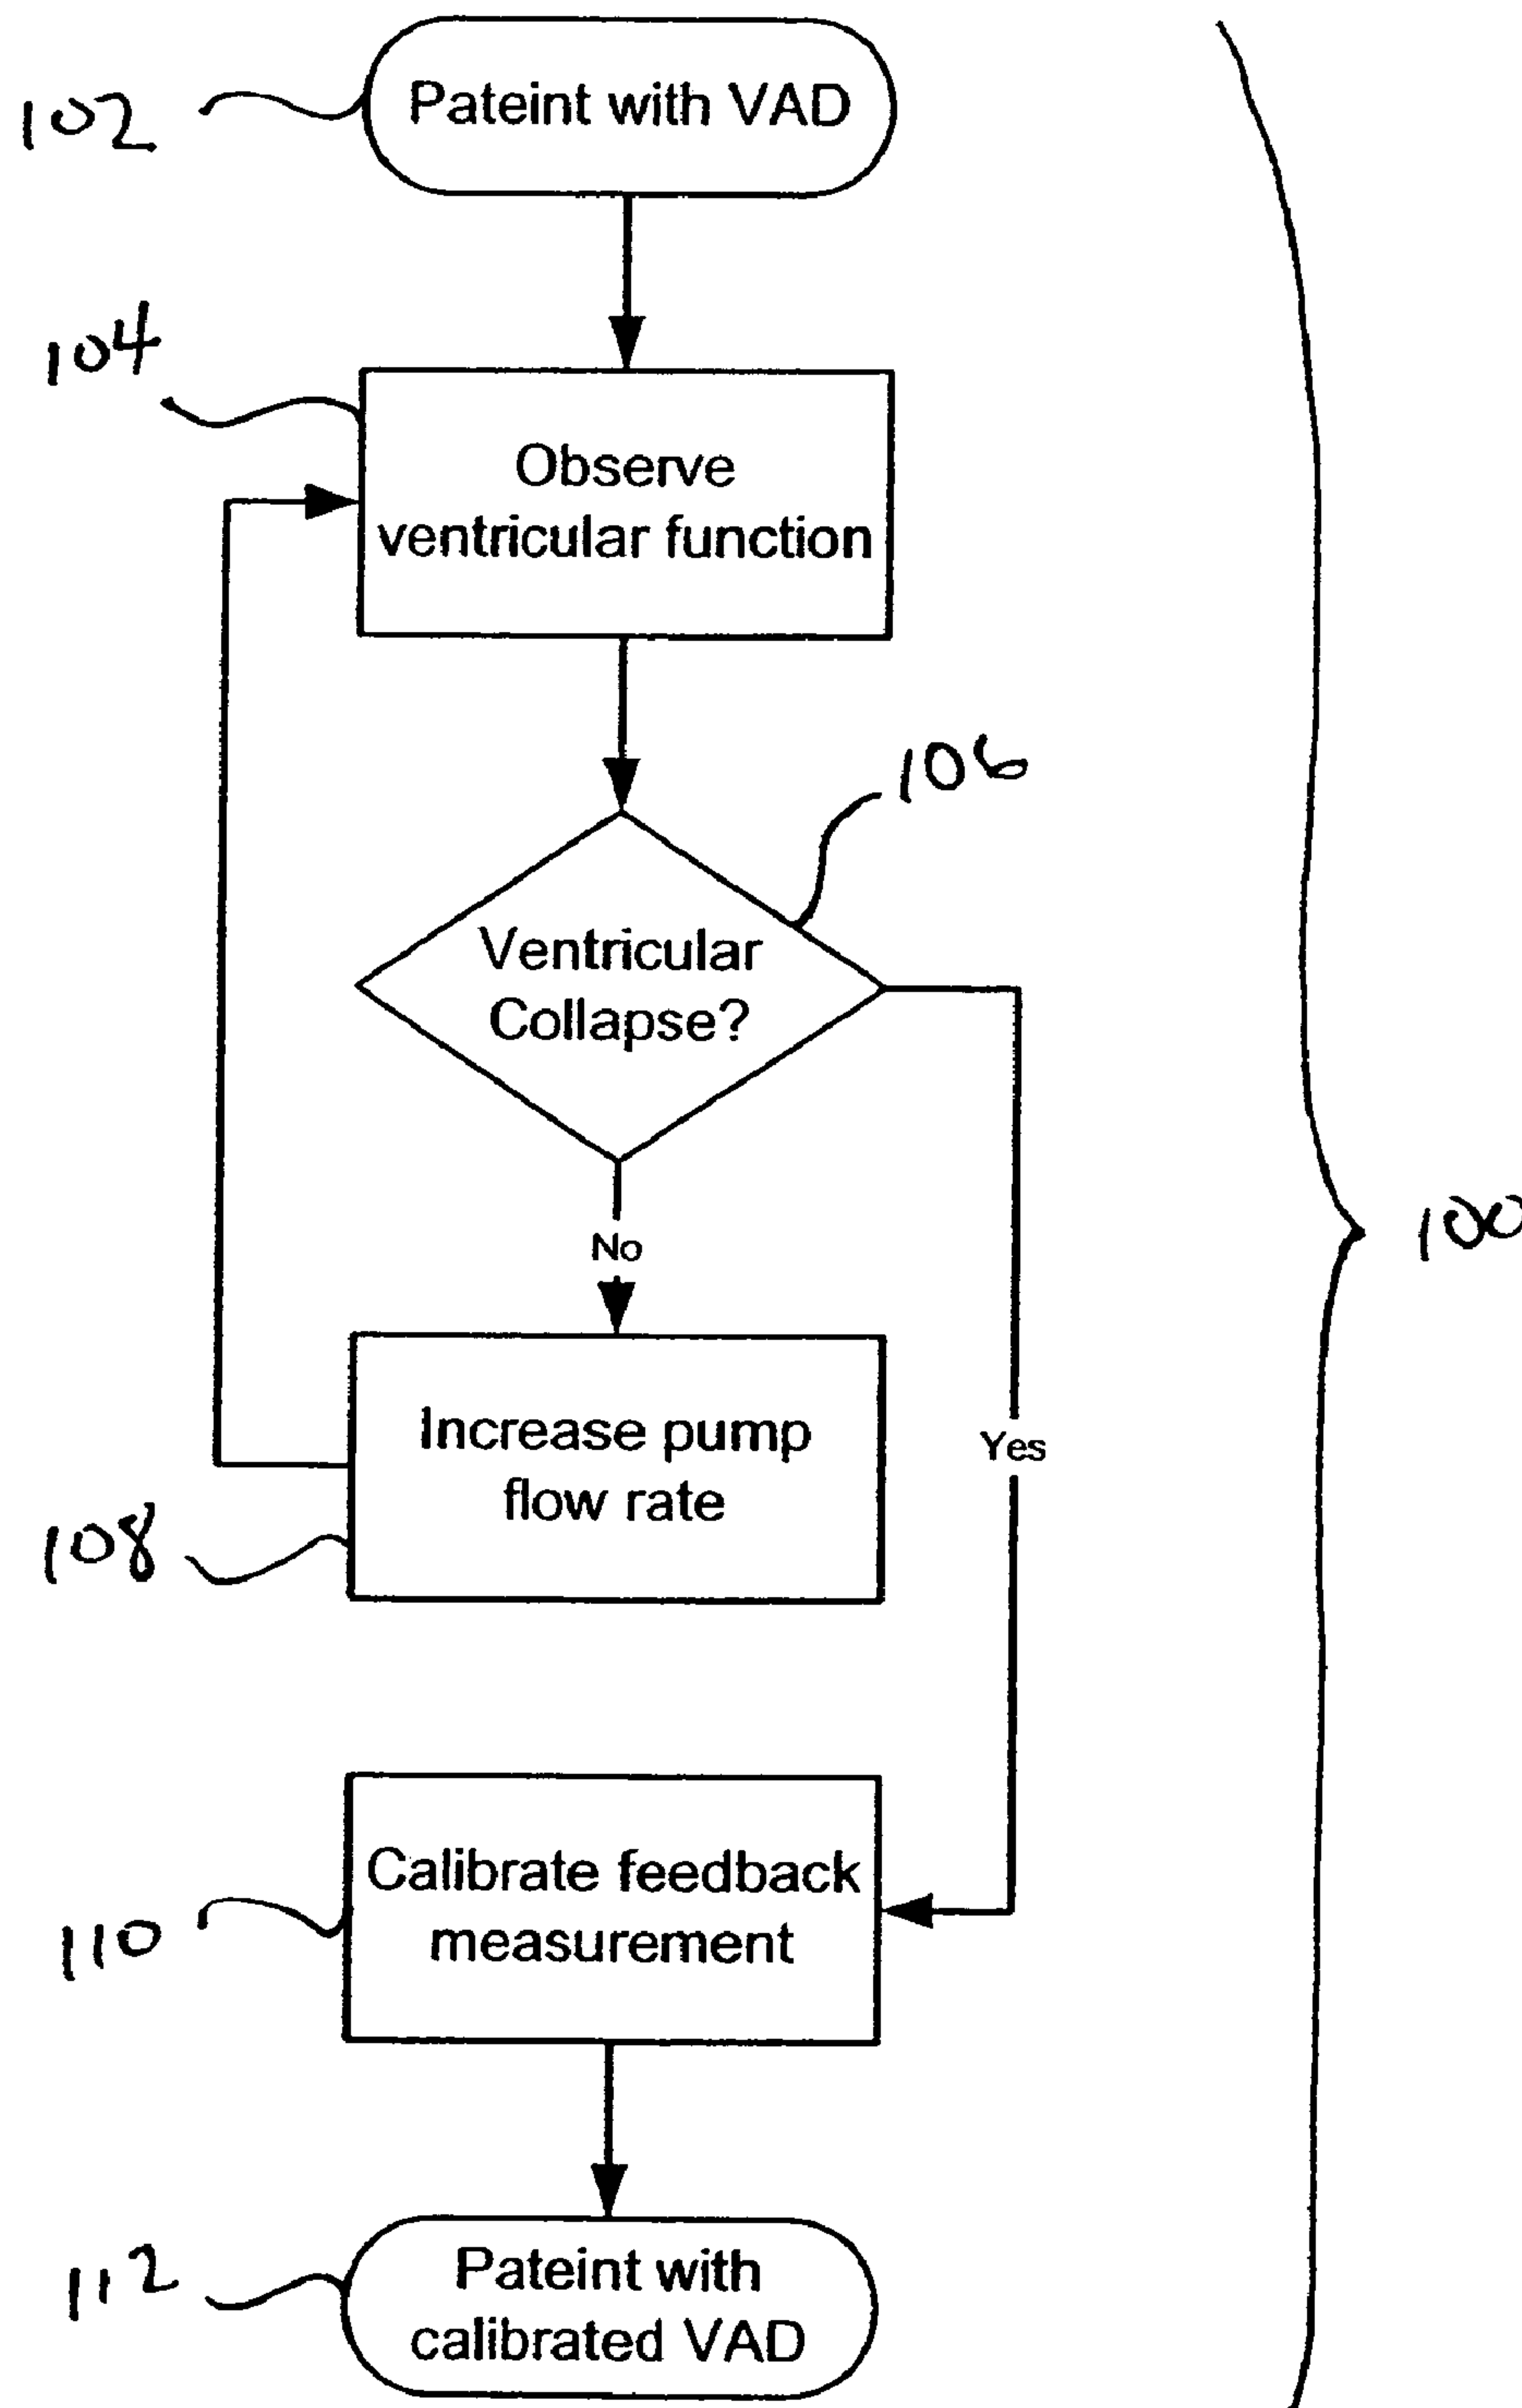 102
Pateint with VAD
104
Observe
ventricular function
106
Ventricular
Collapse?
No
100
Increase pump
flow rate
Yes
108
Calibrate feedback
measurement
110
Pateint with
calibrated VAD
112